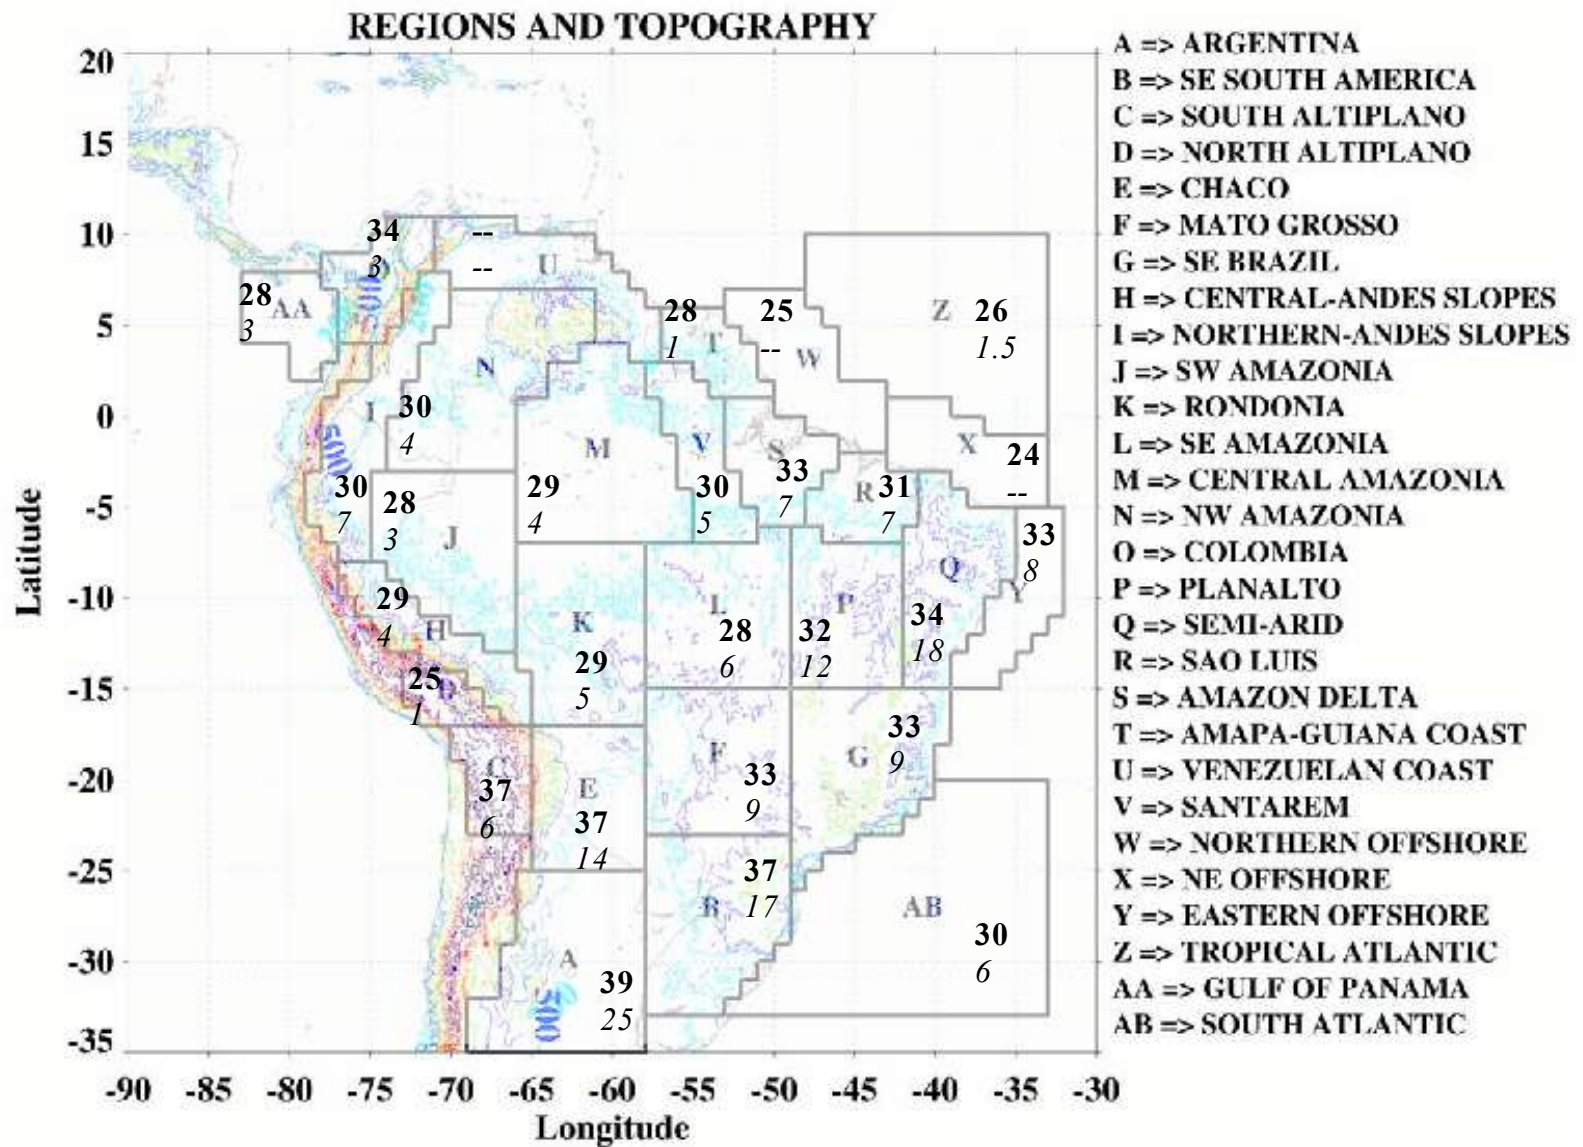 REGIONS AND TOPOGRAPHY
A => ARGENTINA
B => SE SOUTH AMERICA
C => SOUTH ALTIPLANO
D => NORTH ALTIPLANO
E => CHACO
F => MATO GROSSO
G => SE BRAZIL
H => CENTRAL-ANDES SLOPES
I => NORTHERN-ANDES SLOPES
J => SW AMAZONIA
K => RONDONIA
L => SE AMAZONIA
M => CENTRAL AMAZONIA
N => NW AMAZONIA
O => COLOMBIA
P => PLANALTO
Q => SEMI-ARID
R => SAO LUIS
S => AMAZON DELTA
T => AMAPA-GUIANA COAST
U => VENEZUELAN COAST
V => SANTAREM
W => NORTHERN OFFSHORE
X => NE OFFSHORE
Y => EASTERN OFFSHORE
Z => TROPICAL ATLANTIC
AA => GULF OF PANAMA
AB => SOUTH ATLANTIC
Latitude
20
15
10
5
0
-5
-10
-15
-20
-25
-30
-35
34
3
--
--
U
28
3
AA
28
1
T
25
--
W
Z
26
1.5
N
I
30
4
M
29
4
V
30
5
S
33
7
R
31
7
X
24
--
30
7
500
28
3
J
33
8
Y
Q
34
18
29
4
H
K
29
5
L
28
6
P
32
12
25
1
D
C
37
6
E
37
14
F
33
9
G
33
9
B
37
17
AB
30
6
A
39
25
500
-90 -85 -80 -75 -70 -65 -60 -55 -50 -45 -40 -35 -30
Longitude